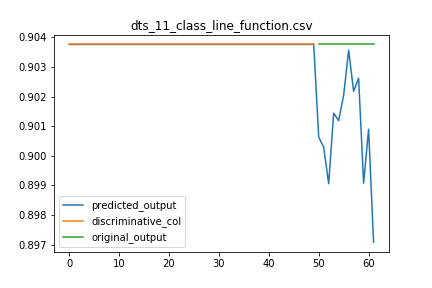 dts_11_class_line_function.csv
0.904
0.903
0.902
0.901
0.900
0.899
0.898
0.897
predicted_output
discriminative_col
original_output
0 10 20 30 40 50 60